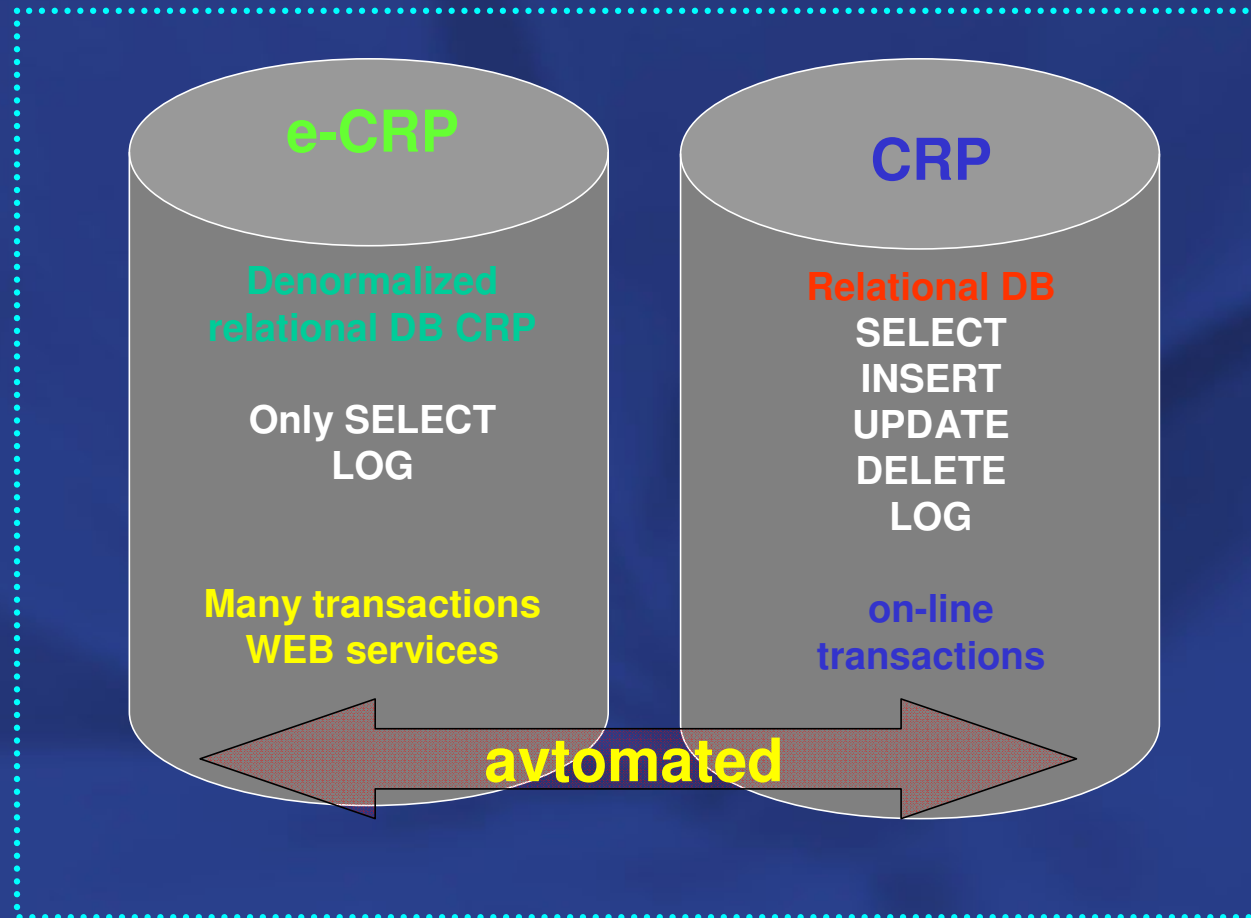 e-CRP
Denormalized
relational DB CRP
Only SELECT
LOG
Many transactions
WEB services
CRP
Relational DB
SELECT
INSERT
UPDATE
DELETE
LOG
on-line
transactions
avtomated